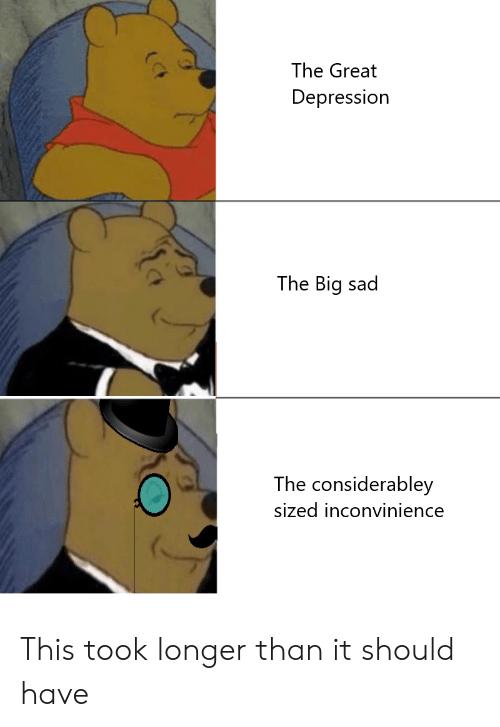 The Great
Depression
The Big sad
The considerabley
sized inconvinience
This took longer than it should
have